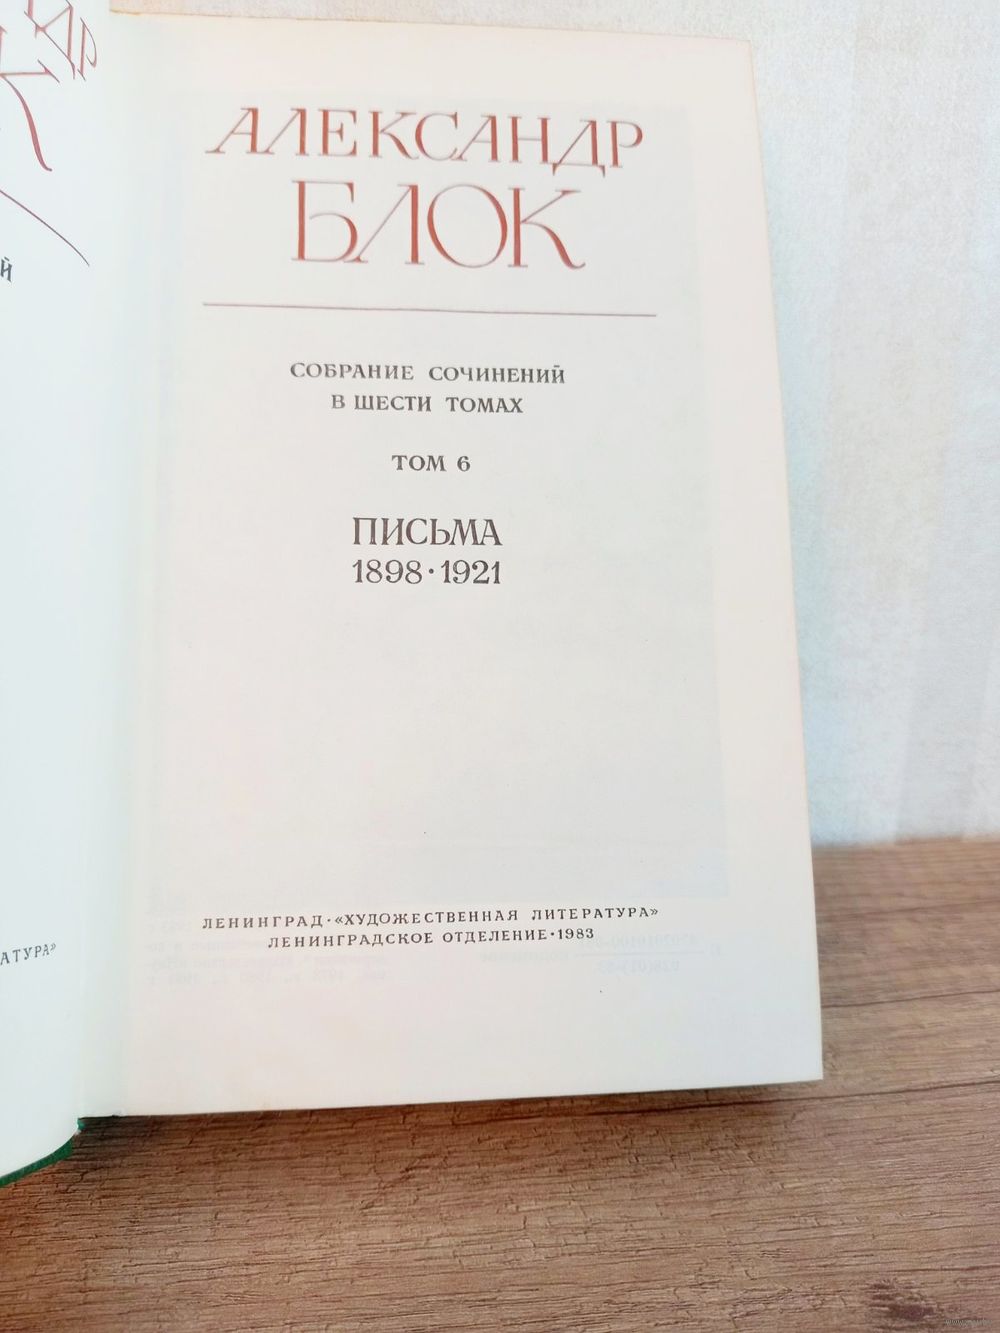 АЛЕКСАНДР
БЛОК
СОБРАНИЕ СОЧИНЕНИЙ
В ШЕСТИ ТОМАХ
ТОМ 6
ПИСЬМА
1898 · 1921
ЛЕНИНГРАД · «ХУДОЖЕСТВЕННАЯ ЛИТЕРАТУРА»
ЛЕНИНГРАДСКОЕ ОТДЕЛЕНИЕ · 1983